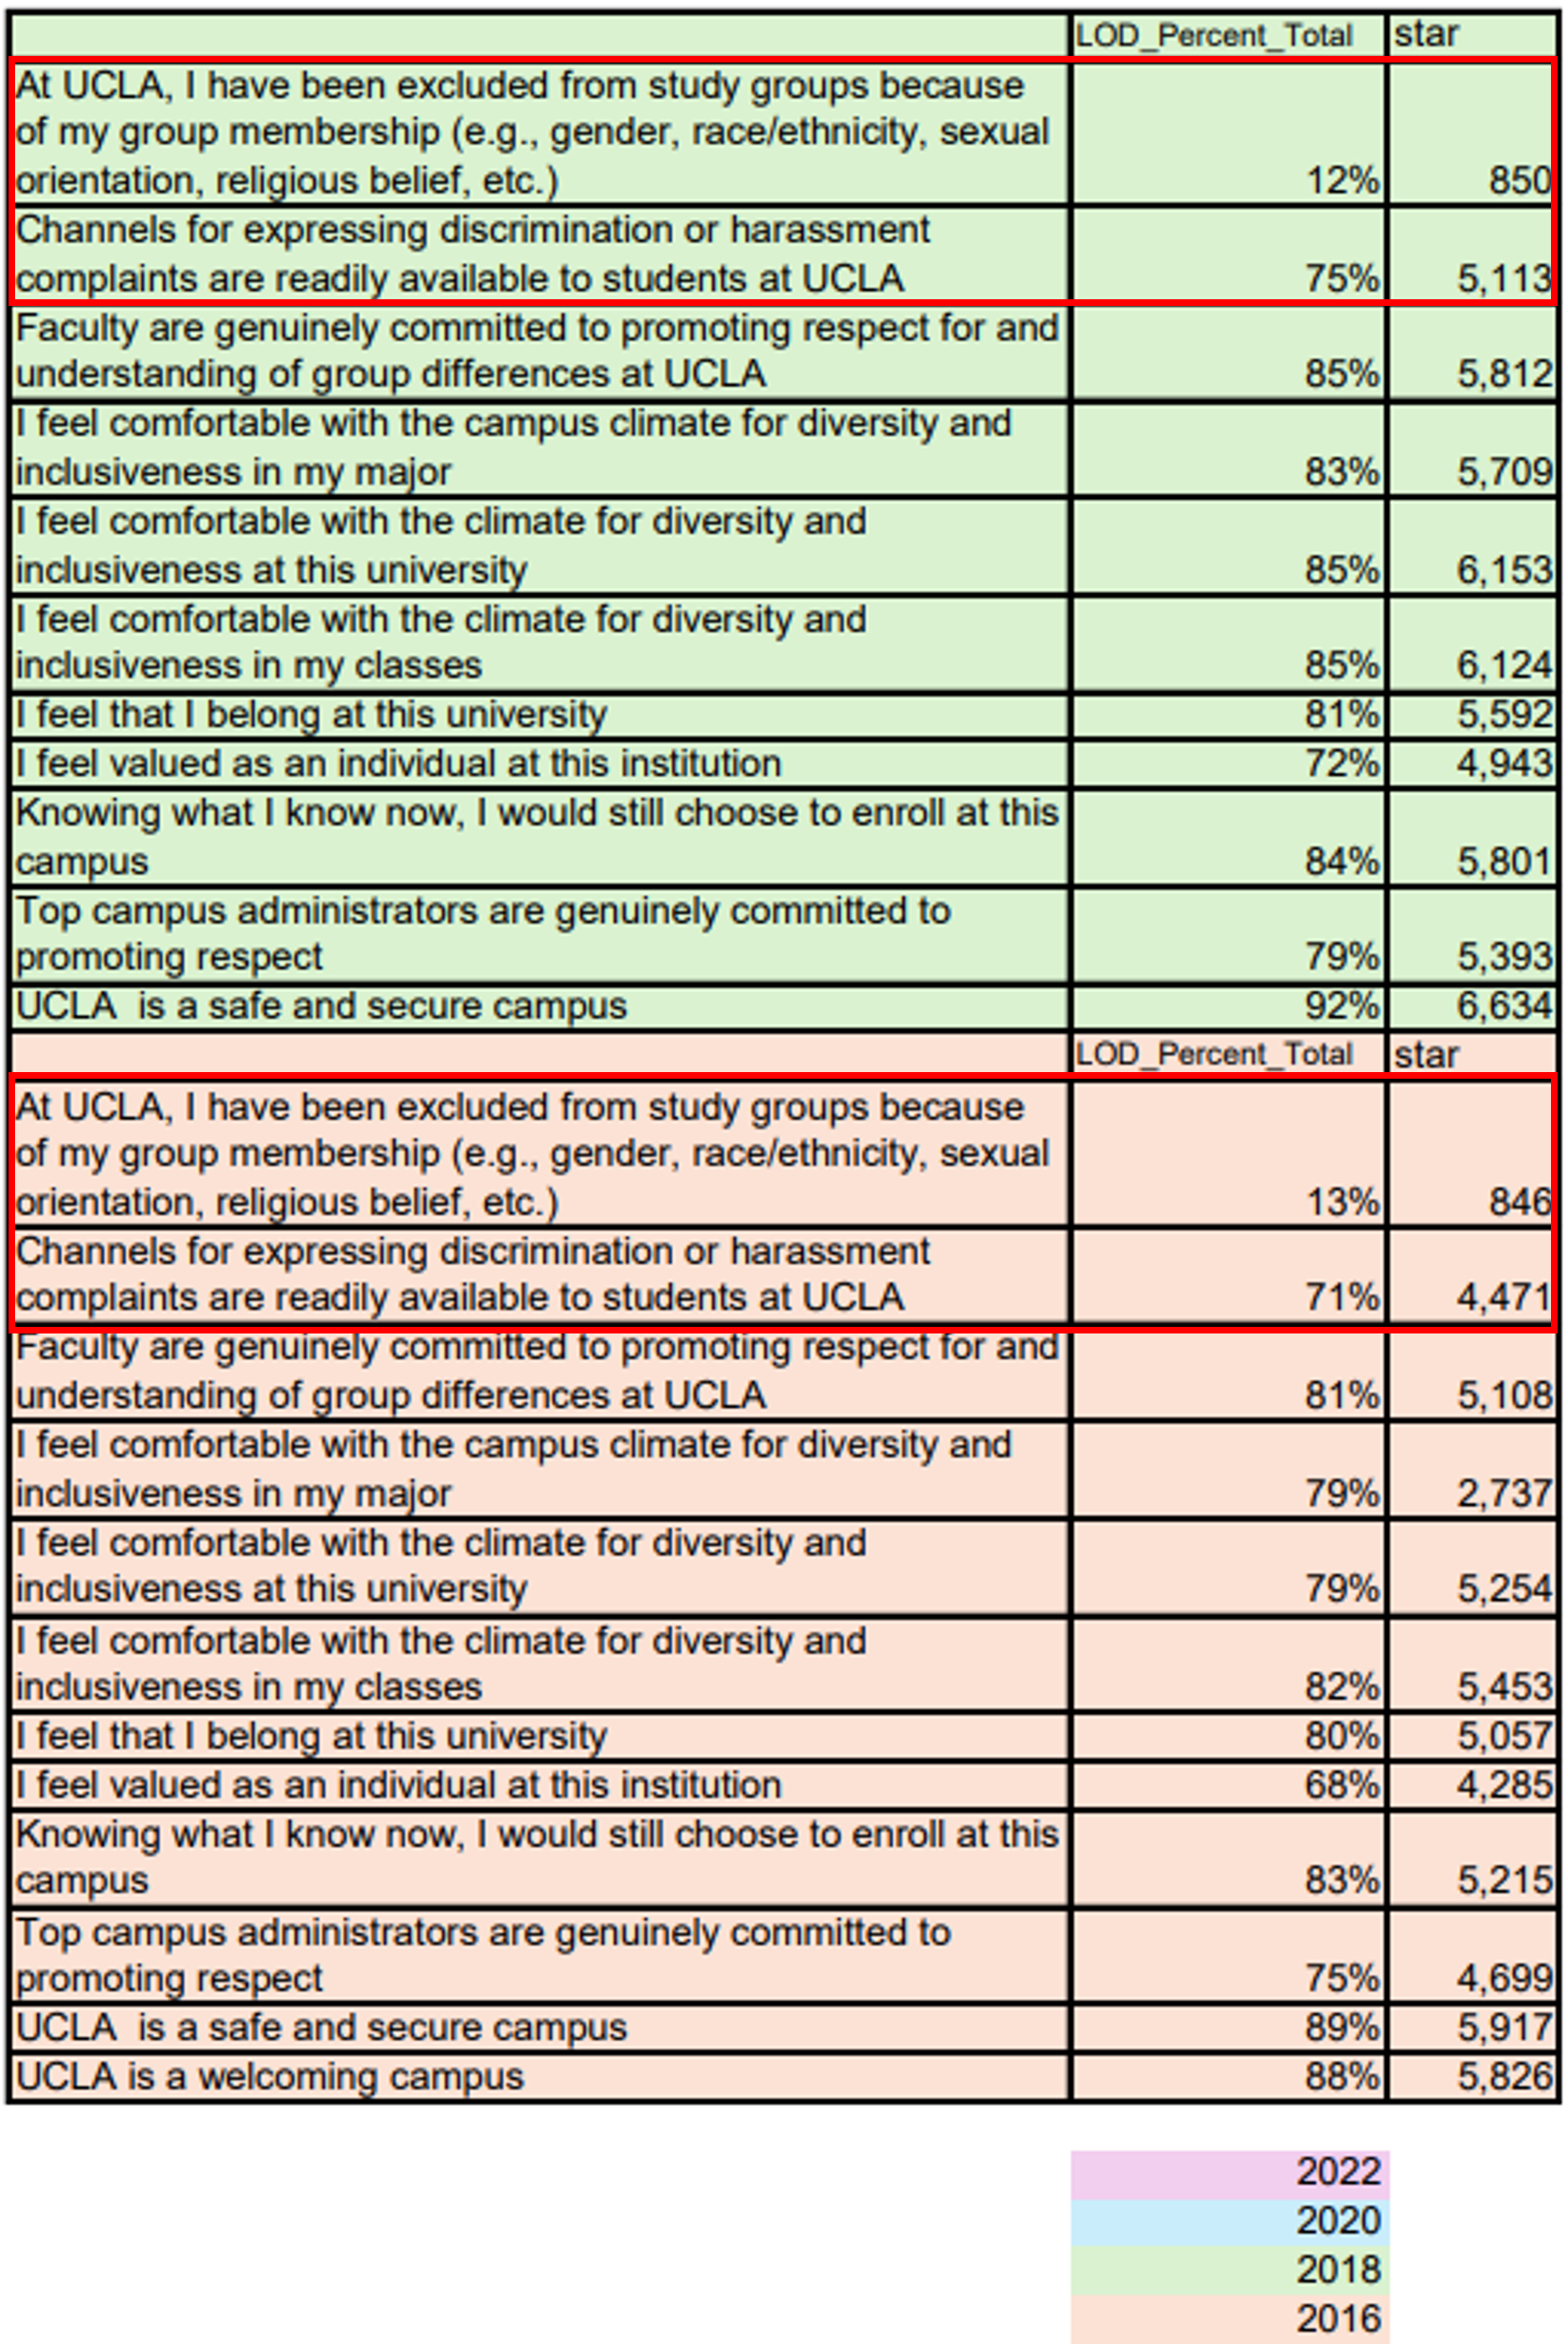 LOD_Percent_Total star
At UCLA, I have been excluded from study groups because
of my group membership (e.g., gender, race/ethnicity, sexual
orientation, religious belief, etc.) 12% 850
Channels for expressing discrimination or harassment
complaints are readily available to students at UCLA 75% 5,113
Faculty are genuinely committed to promoting respect for and
understanding of group differences at UCLA 85% 5,812
I feel comfortable with the campus climate for diversity and
inclusiveness in my major 83% 5,709
I feel comfortable with the climate for diversity and
inclusiveness at this university 85% 6,153
I feel comfortable with the climate for diversity and
inclusiveness in my classes 85% 6,124
I feel that I belong at this university 81% 5,592
I feel valued as an individual at this institution 72% 4,943
Knowing what I know now, I would still choose to enroll at this
campus 84% 5,801
Top campus administrators are genuinely committed to
promoting respect 79% 5,393
UCLA  is a safe and secure campus 92% 6,634
LOD_Percent_Total star
At UCLA, I have been excluded from study groups because
of my group membership (e.g., gender, race/ethnicity, sexual
orientation, religious belief, etc.) 13% 846
Channels for expressing discrimination or harassment
complaints are readily available to students at UCLA 71% 4,471
Faculty are genuinely committed to promoting respect for and
understanding of group differences at UCLA 81% 5,108
I feel comfortable with the campus climate for diversity and
inclusiveness in my major 79% 2,737
I feel comfortable with the climate for diversity and
inclusiveness at this university 79% 5,254
I feel comfortable with the climate for diversity and
inclusiveness in my classes 82% 5,453
I feel that I belong at this university 80% 5,057
I feel valued as an individual at this institution 68% 4,285
Knowing what I know now, I would still choose to enroll at this
campus 83% 5,215
Top campus administrators are genuinely committed to
promoting respect 75% 4,699
UCLA  is a safe and secure campus 89% 5,917
UCLA is a welcoming campus 88% 5,826
2022
2020
2018
2016